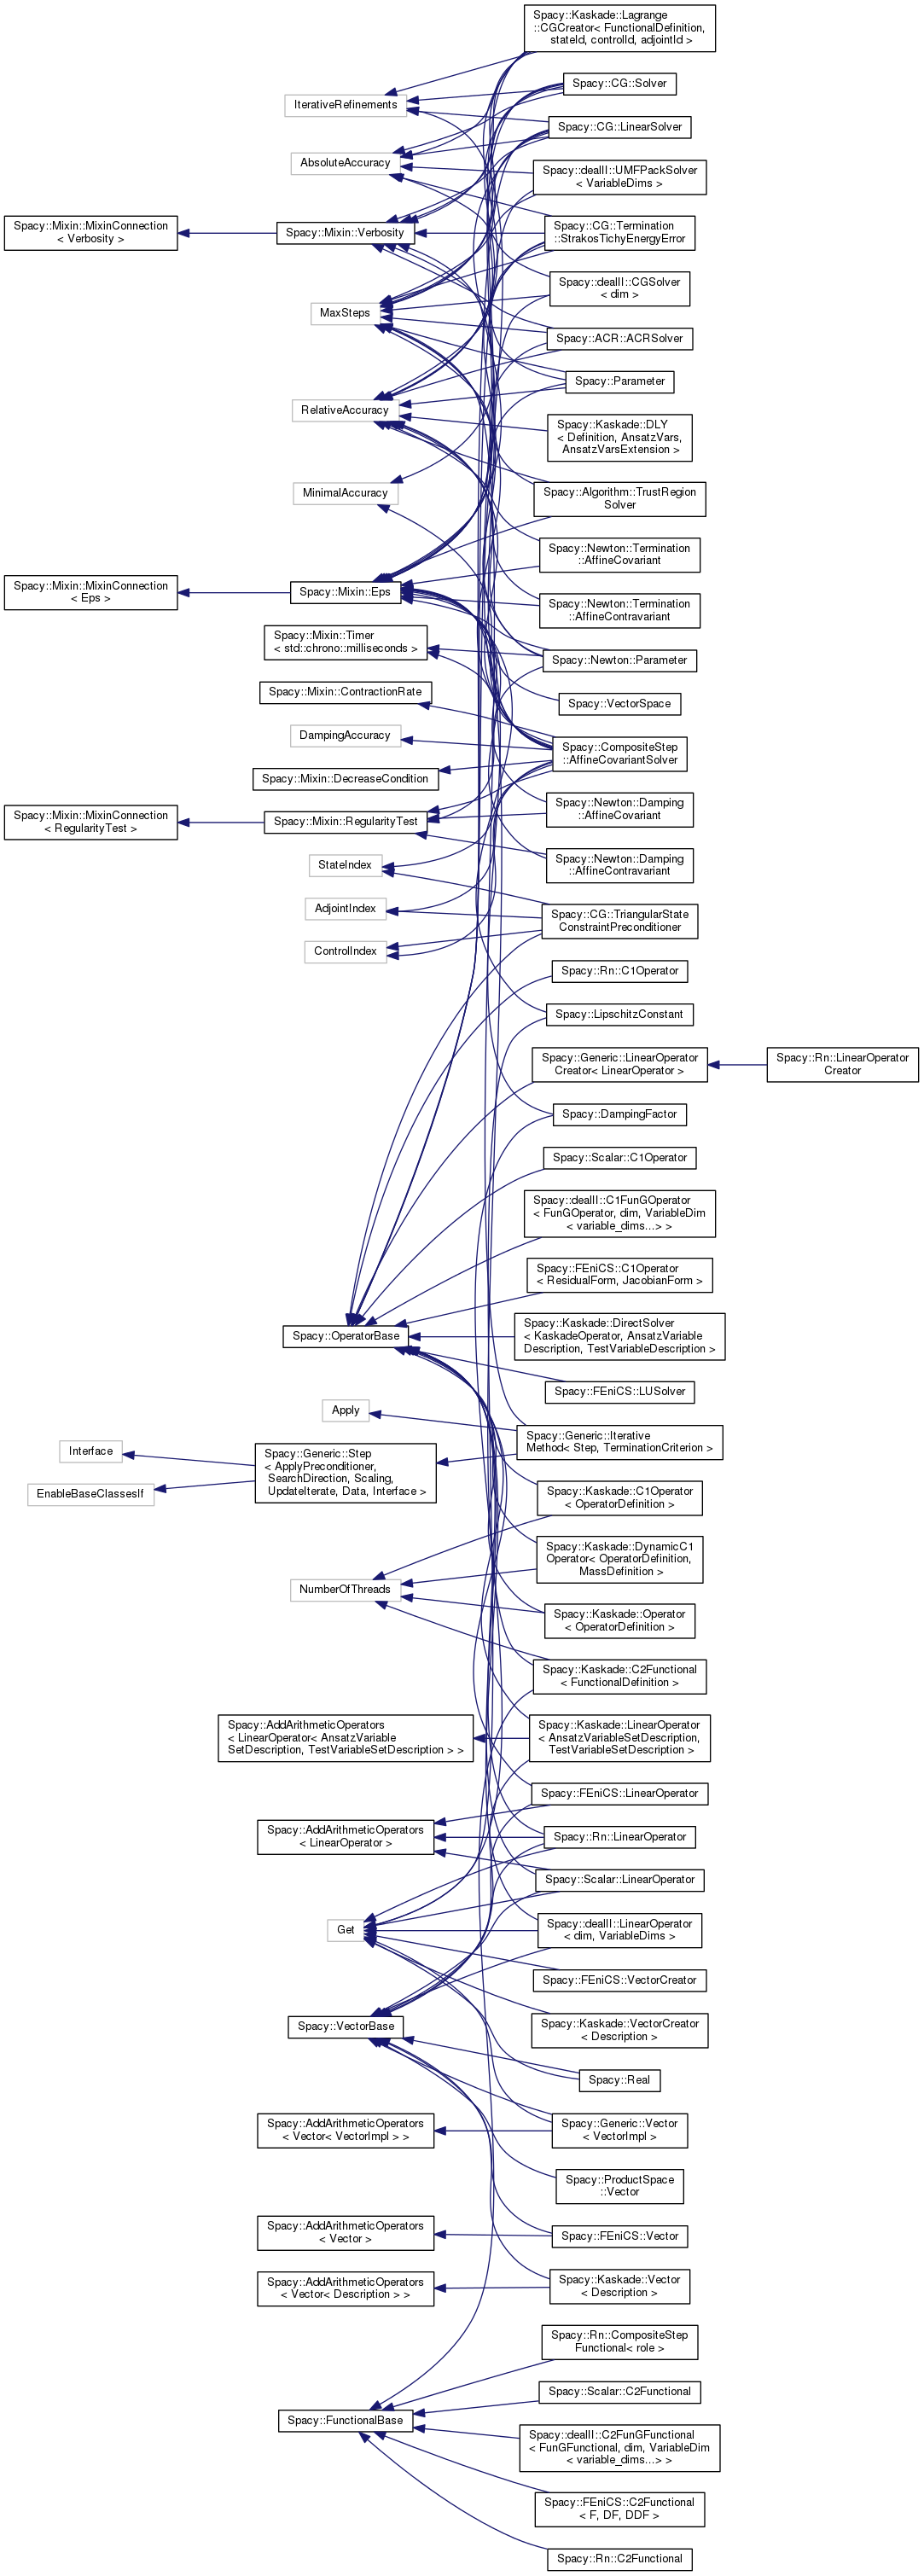 Spacy::Kaskade::Lagrange
::CGCreator< FunctionalDefinition,
stateId, controlId, adjointId >
IterativeRefinements
Spacy::CG::Solver
Spacy::CG::LinearSolver
AbsoluteAccuracy
Spacy::dealII::UMFPackSolver
< VariableDims >
Spacy::Mixin::MixinConnection
< Verbosity >
Spacy::Mixin::Verbosity
Spacy::CG::Termination
::StrakosTichyEnergyError
Spacy::dealII::CGSolver
< dim >
MaxSteps
Spacy::ACR::ACRSolver
Spacy::Parameter
RelativeAccuracy
Spacy::Kaskade::DLY
< Definition, AnsatzVars,
AnsatzVarsExtension >
MinimalAccuracy
Spacy::Algorithm::TrustRegion
Solver
Spacy::Newton::Termination
::AffineCovariant
Spacy::Mixin::MixinConnection
< Eps >
Spacy::Mixin::Eps
Spacy::Newton::Termination
::AffineContravariant
Spacy::Mixin::Timer
< std::chrono::milliseconds >
Spacy::Newton::Parameter
Spacy::Mixin::ContractionRate
Spacy::VectorSpace
DampingAccuracy
Spacy::CompositeStep
::AffineCovariantSolver
Spacy::Mixin::DecreaseCondition
Spacy::Mixin::MixinConnection
< RegularityTest >
Spacy::Mixin::RegularityTest
Spacy::Newton::Damping
::AffineCovariant
Spacy::Newton::Damping
::AffineContravariant
StateIndex
AdjointIndex
Spacy::CG::TriangularState
ConstraintPreconditioner
ControlIndex
Spacy::Rn::C1Operator
Spacy::LipschitzConstant
Spacy::Generic::LinearOperator
Creator< LinearOperator >
Spacy::Rn::LinearOperator
Creator
Spacy::DampingFactor
Spacy::Scalar::C1Operator
Spacy::dealII::C1FunGOperator
< FunGOperator, dim, VariableDim
< variable_dims...> >
Spacy::FEniCS::C1Operator
< ResidualForm, JacobianForm >
Spacy::OperatorBase
Spacy::Kaskade::DirectSolver
< KaskadeOperator, AnsatzVariable
Description, TestVariableDescription >
Spacy::FEniCS::LUSolver
Apply
Spacy::Generic::Iterative
Method< Step, TerminationCriterion >
Interface
EnableBaseClassesIf
Spacy::Generic::Step
< ApplyPreconditioner,
SearchDirection, Scaling,
UpdateIterate, Data, Interface >
Spacy::Kaskade::C1Operator
< OperatorDefinition >
Spacy::Kaskade::DynamicC1
Operator< OperatorDefinition,
MassDefinition >
NumberOfThreads
Spacy::Kaskade::Operator
< OperatorDefinition >
Spacy::Kaskade::C2Functional
< FunctionalDefinition >
Spacy::AddArithmeticOperators
< LinearOperator< AnsatzVariable
SetDescription, TestVariableSetDescription > >
Spacy::Kaskade::LinearOperator
< AnsatzVariableSetDescription,
TestVariableSetDescription >
Spacy::FEniCS::LinearOperator
Spacy::AddArithmeticOperators
< LinearOperator >
Spacy::Rn::LinearOperator
Spacy::Scalar::LinearOperator
Get
Spacy::dealII::LinearOperator
< dim, VariableDims >
Spacy::FEniCS::VectorCreator
Spacy::VectorBase
Spacy::Kaskade::VectorCreator
< Description >
Spacy::Real
Spacy::AddArithmeticOperators
< Vector< VectorImpl > >
Spacy::Generic::Vector
< VectorImpl >
Spacy::ProductSpace
::Vector
Spacy::AddArithmeticOperators
< Vector >
Spacy::FEniCS::Vector
Spacy::AddArithmeticOperators
< Vector< Description > >
Spacy::Kaskade::Vector
< Description >
Spacy::Rn::CompositeStep
Functional< role >
Spacy::Scalar::C2Functional
Spacy::FunctionalBase
Spacy::dealII::C2FunGFunctional
< FunGFunctional, dim, VariableDim
< variable_dims...> >
Spacy::FEniCS::C2Functional
< F, DF, DDF >
Spacy::Rn::C2Functional